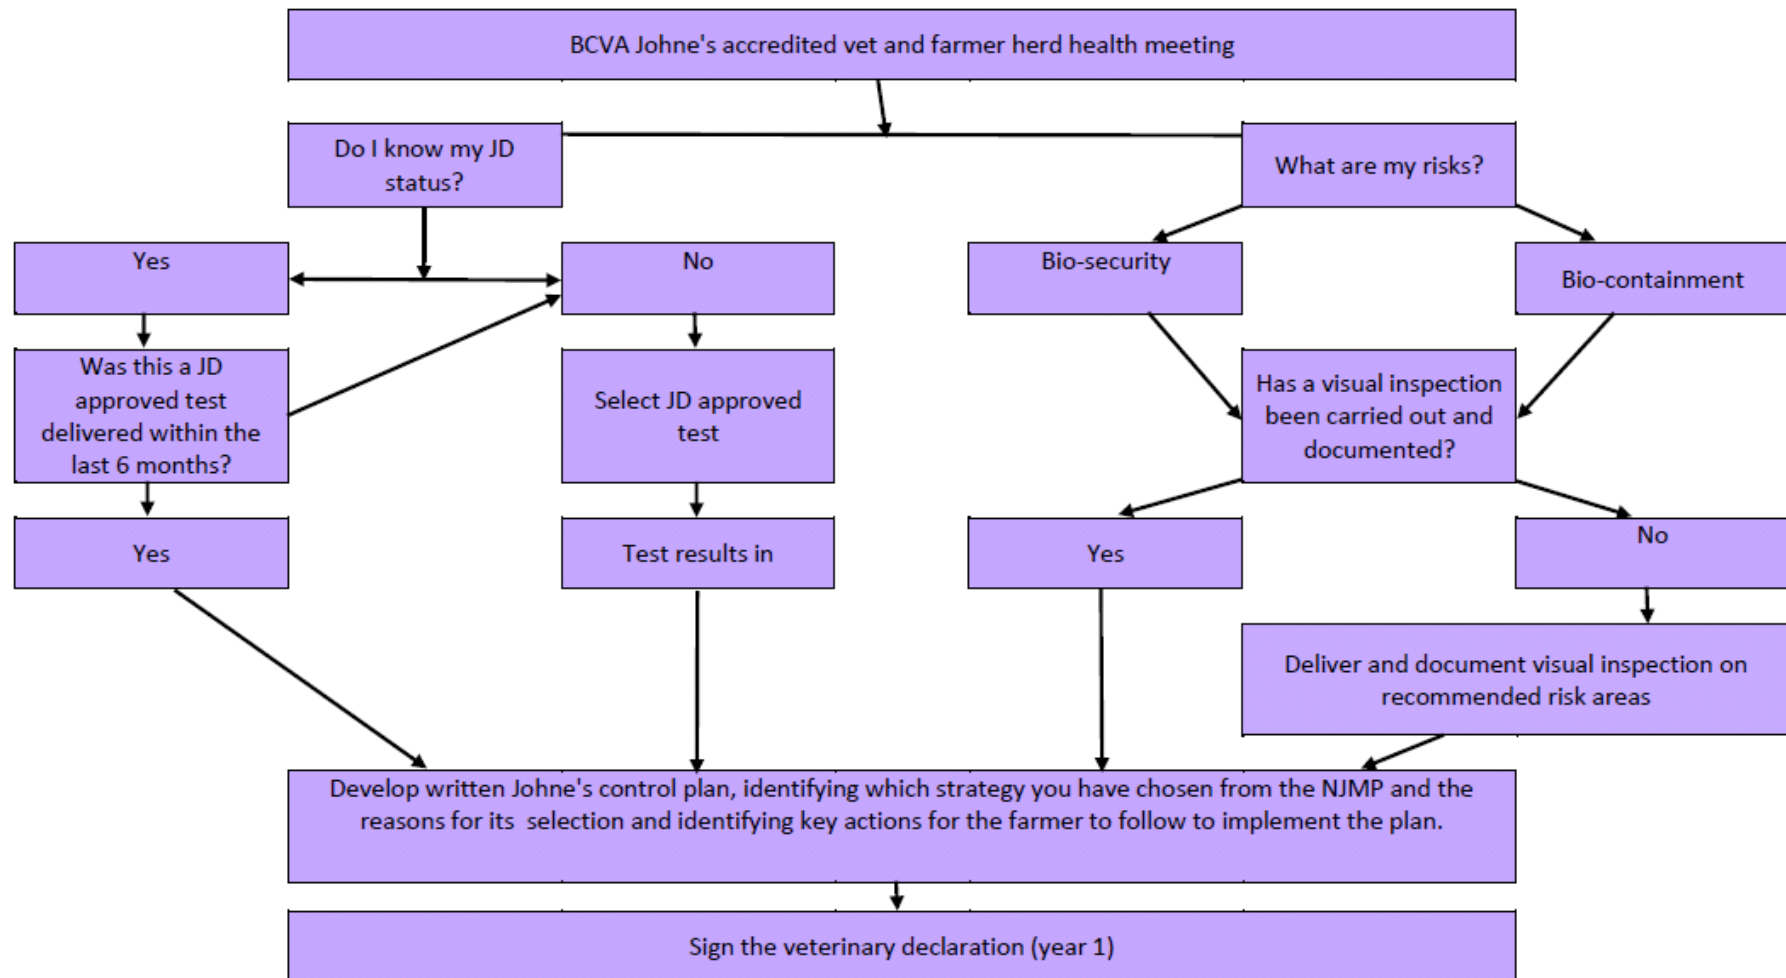 BCVA Johne's accredited vet and farmer herd health meeting
Do I know my JD
status?
What are my risks?
Yes
No
Bio-security
Bio-containment
Was this a JD
approved test
delivered within the
last 6 months?
Select JD approved
test
Has a visual inspection
been carried out and
documented?
Yes
Test results in
Yes
No
Deliver and document visual inspection on
recommended risk areas
Develop written Johne's control plan, identifying which strategy you have chosen from the NJMP and the
reasons for its  selection and identifying key actions for the farmer to follow to implement the plan.
Sign the veterinary declaration (year 1)